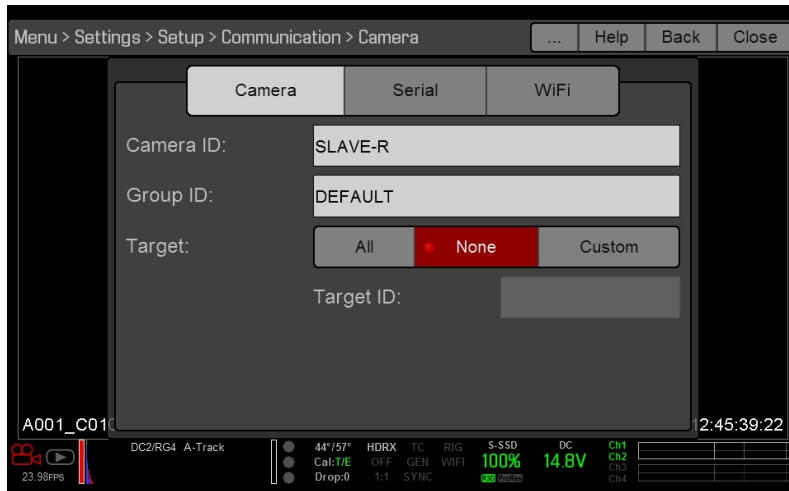 Menu > Settings > Setup > Communication > Camera
... Help Back Close
Camera Serial WiFi
Camera ID: SLAVE-R
Group ID: DEFAULT
Target: All None Custom
Target ID:
A001_C01 2:45:39:22
DC2/RG4 A-Track 44°/57° HDRX TC RIG S-SSD DC Ch1
Cal:T/E OFF GEN WIFI 100% 14.8V Ch2
Ch3
23.98FPS Drop:0 1:1 SYNC R3D ProRes Ch4